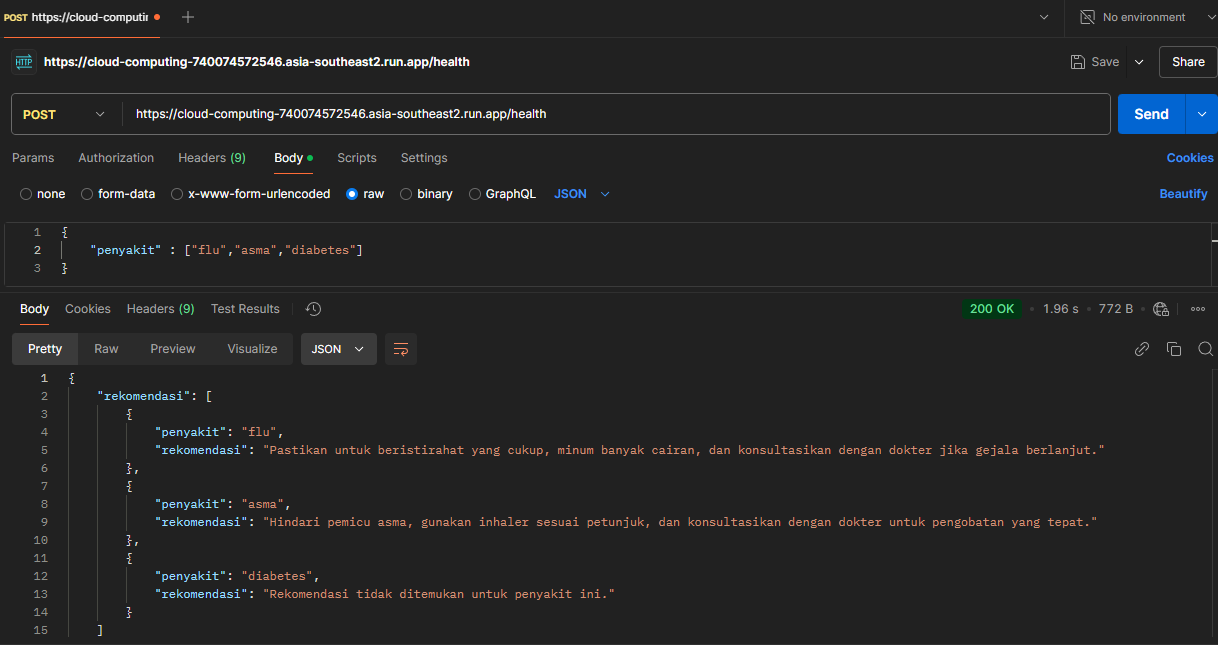 POST https://cloud-computir
No environment
HTTP https://cloud-computing-740074572546.asia-southeast2.run.app/health
Save
Share
POST https://cloud-computing-740074572546.asia-southeast2.run.app/health
Send
Params Authorization Headers (9) Body Scripts Settings Cookies
none form-data x-www-form-urlencoded raw binary GraphQL JSON Beautify
1 {
2 "penyakit" : ["flu","asma","diabetes"]
3 }
Body Cookies Headers (9) Test Results 200 OK • 1.96 s • 772 B •
Pretty Raw Preview Visualize JSON
1 {
2 "rekomendasi": [
3 {
4 "penyakit": "flu",
5 "rekomendasi": "Pastikan untuk beristirahat yang cukup, minum banyak cairan, dan konsultasikan dengan dokter jika gejala berlanjut."
6 },
7 {
8 "penyakit": "asma",
9 "rekomendasi": "Hindari pemicu asma, gunakan inhaler sesuai petunjuk, dan konsultasikan dengan dokter untuk pengobatan yang tepat."
10 },
11 {
12 "penyakit": "diabetes",
13 "rekomendasi": "Rekomendasi tidak ditemukan untuk penyakit ini."
14 }
15 ]